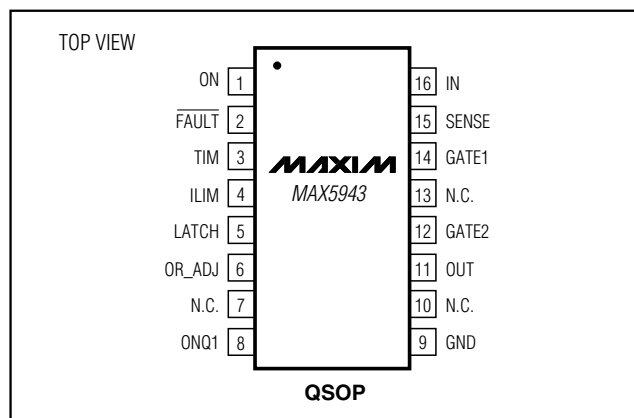 TOP VIEW
ON 1
FAULT 2
TIM 3
ILIM 4
LATCH 5
OR_ADJ 6
N.C. 7
ONQ1 8
MAXIM
MAX5943
16 IN
15 SENSE
14 GATE1
13 N.C.
12 GATE2
11 OUT
10 N.C.
9 GND
QSOP